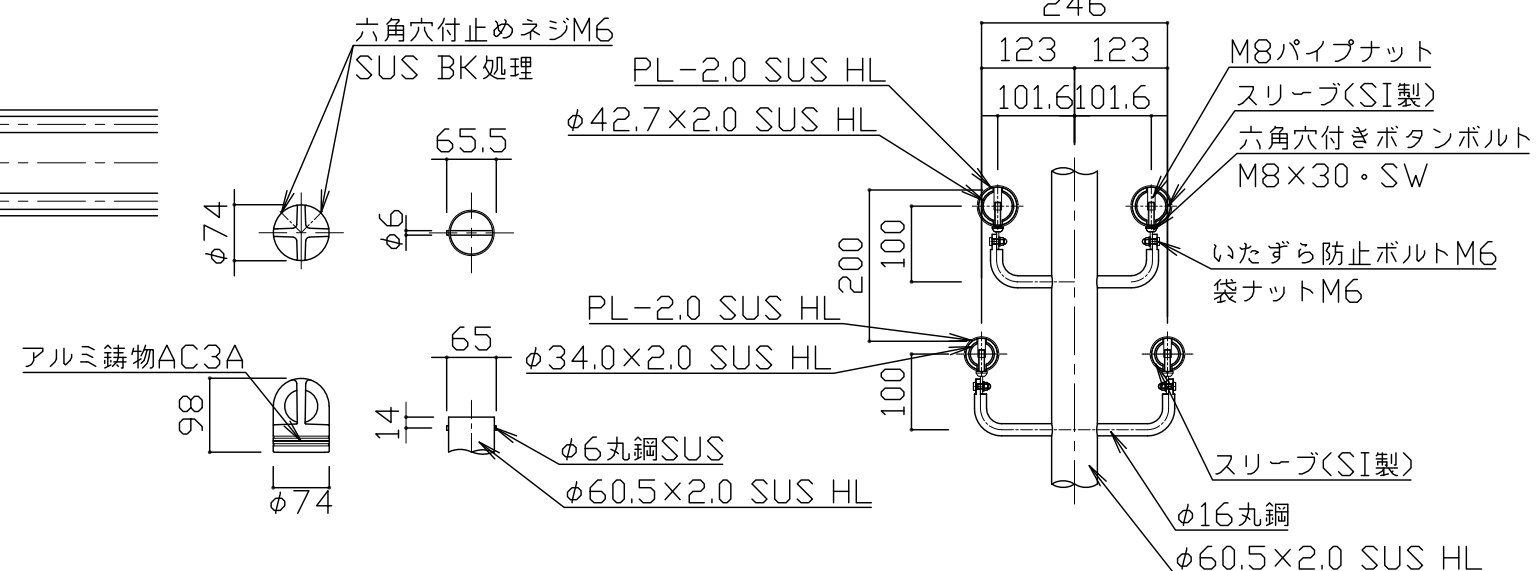 246
123
123
101.6
101.6
六角穴付止めネジM6
SUS BK処理
65.5
φ74
φ6
PL-2.0 SUS HL
φ42.7×2.0 SUS HL
M8パイプナット
スリーブ(SI製)
六角穴付きボタンボルト
M8×30・SW
100
200
いたずら防止ボルトM6
袋ナットM6
PL-2.0 SUS HL
φ34.0×2.0 SUS HL
100
アルミ鋳物AC3A
98
φ74
65
14
φ6丸鋼SUS
φ60.5×2.0 SUS HL
スリーブ(SI製)
φ16丸鋼
φ60.5×2.0 SUS HL